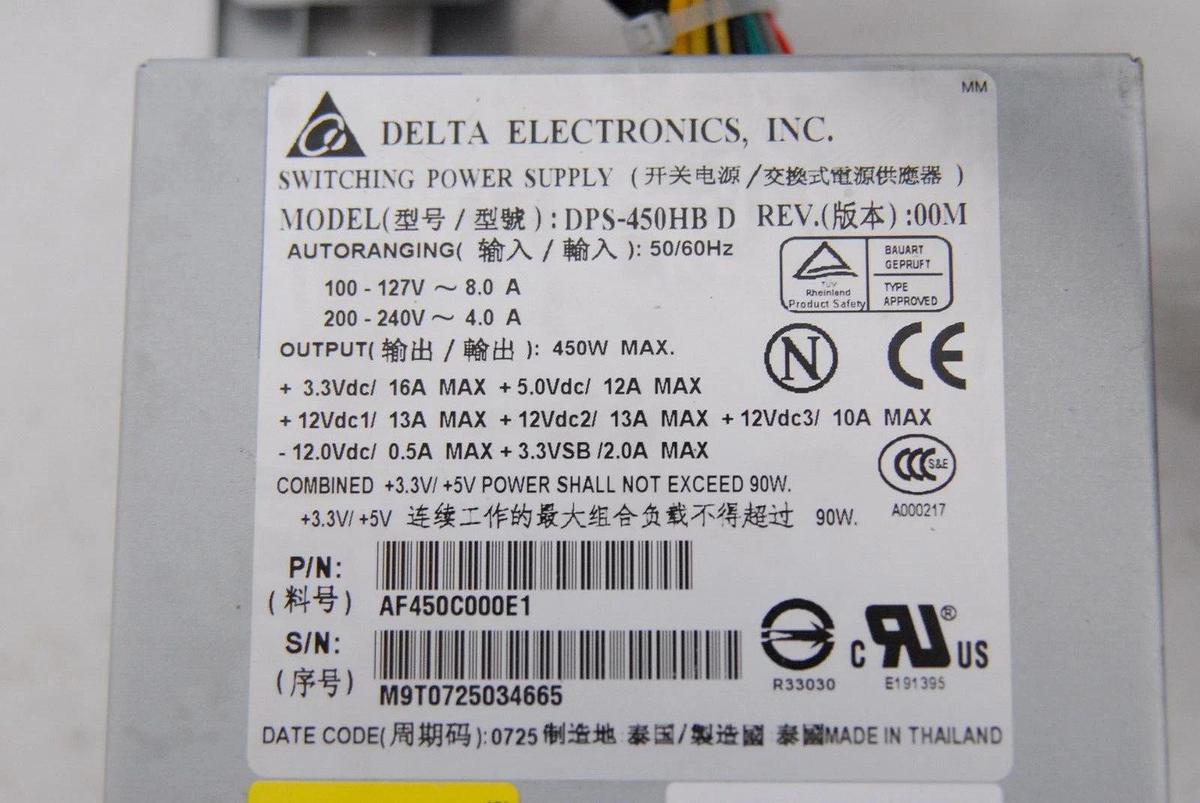 MM
DELTA ELECTRONICS, INC.
SWITCHING POWER SUPPLY (开关电源/交換式電源供應器)
MODEL(型号/型號):DPS-450HB D REV.(版本):00M
AUTORANGING(输入/輸入): 50/60Hz
100 - 127V ～ 8.0 A
200 - 240V ～ 4.0 A
TÜV
Rheinland
Product Safety
BAUART
GEPRÜFT
TYPE
APPROVED
OUTPUT(输出/輸出): 450W MAX.
N
CE
+ 3.3Vdc/ 16A MAX + 5.0Vdc/ 12A MAX
+ 12Vdc1/ 13A MAX + 12Vdc2/ 13A MAX + 12Vdc3/ 10A MAX
- 12.0Vdc/ 0.5A MAX + 3.3VSB /2.0A MAX
CCC S&E
A000217
COMBINED +3.3V/ +5V POWER SHALL NOT EXCEED 90W.
+3.3V/ +5V 连续工作的最大组合负载不得超过 90W.
P/N:
(料号)
AF450C000E1
S/N:
(序号)
M9T0725034665
R33030
c RU ® US
E191395
DATE CODE(周期码):0725 制造地 泰国/製造國 泰國MADE IN THAILAND